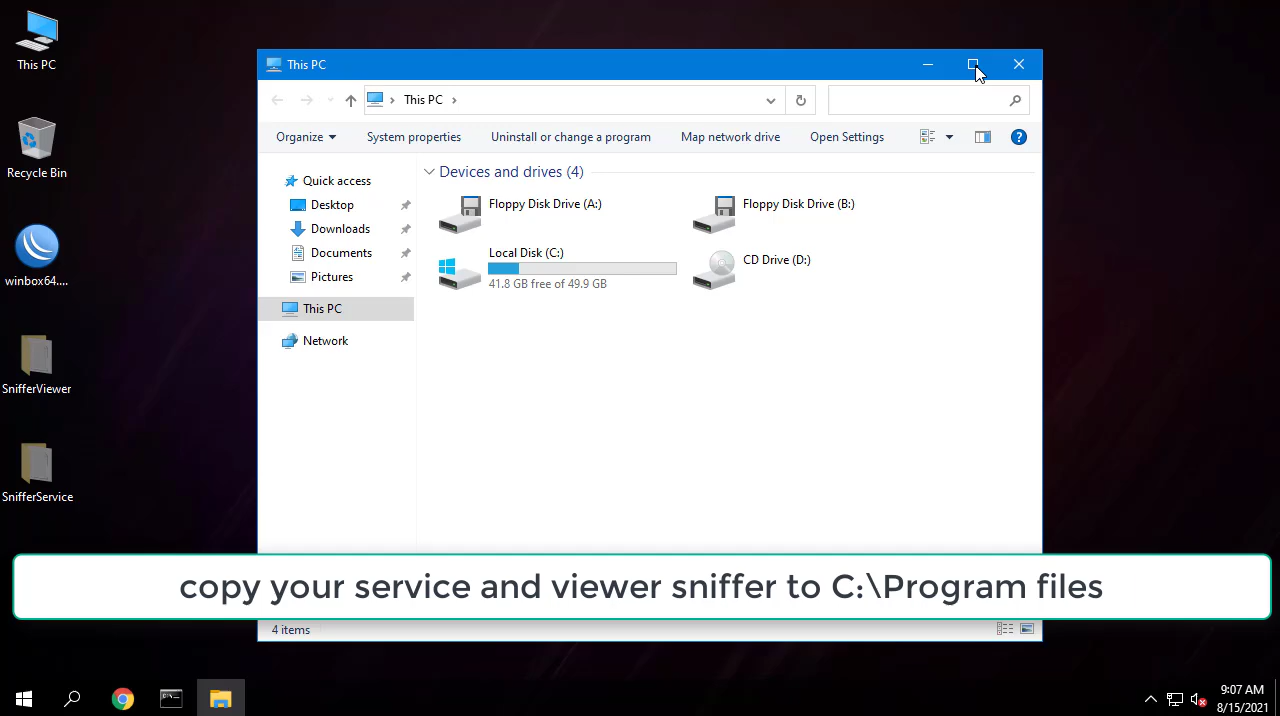 This PC
Recycle Bin
winbox64....
SnifferViewer
SnifferService
This PC
This PC
Organize
System properties
Uninstall or change a program
Map network drive
Open Settings
?
Quick access
Desktop
Downloads
Documents
Pictures
This PC
Network
Devices and drives (4)
Floppy Disk Drive (A:)
Floppy Disk Drive (B:)
Local Disk (C:)
41.8 GB free of 49.9 GB
CD Drive (D:)
copy your service and viewer sniffer to C:\Program files
4 items
9:07 AM
8/15/2021